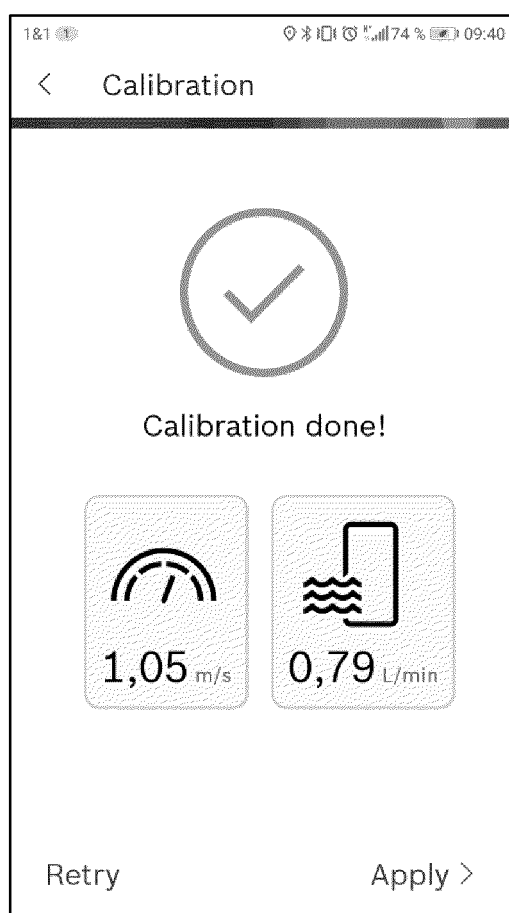 1&1 74 % 09:40
Calibration
Calibration done!
1,05 m/s 0,79 L/min
Retry Apply >